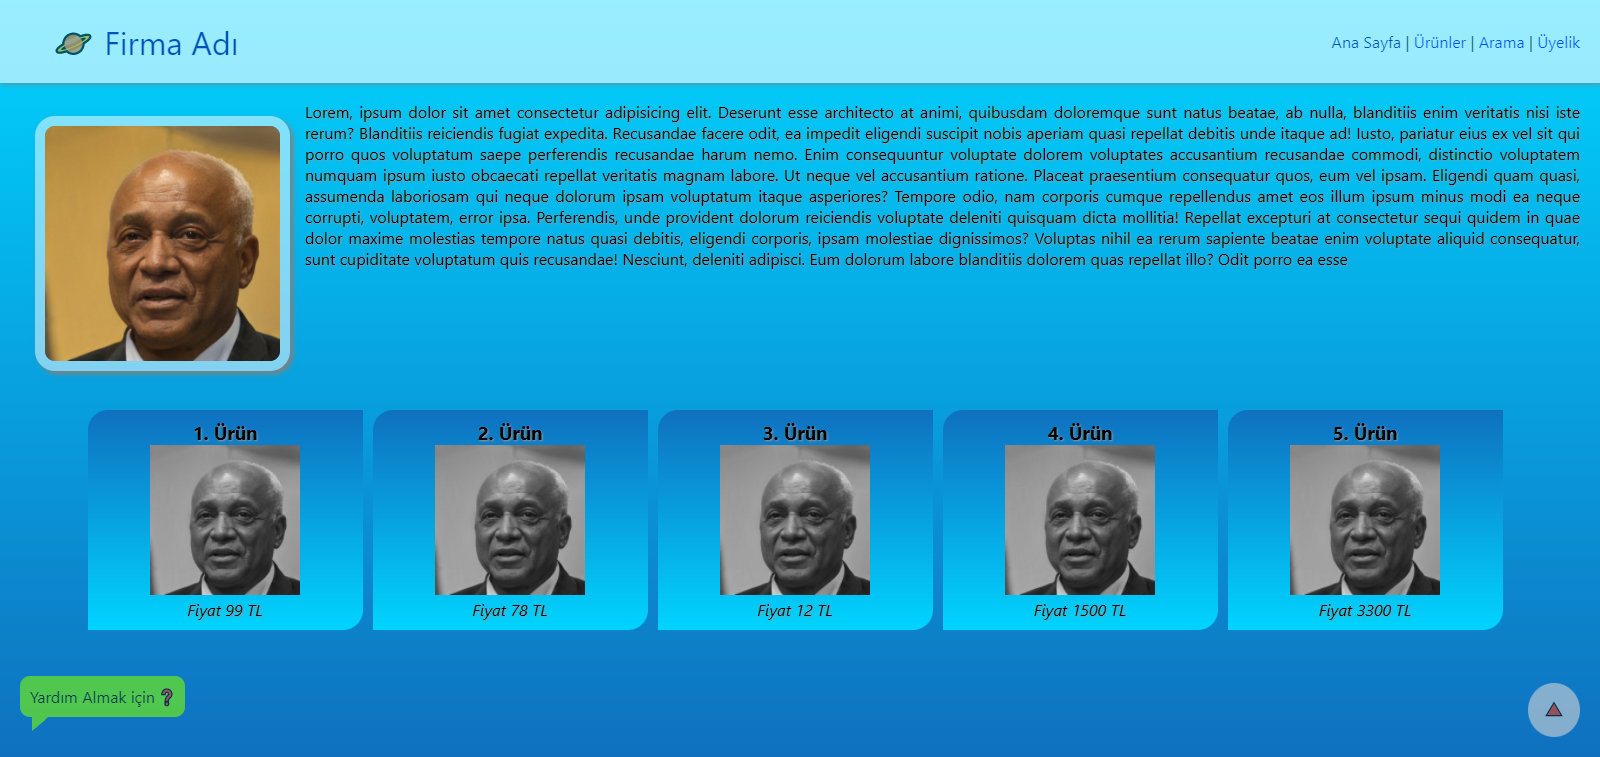 Firma Adı
Ana Sayfa | Ürünler | Arama | Üyelik
Lorem, ipsum dolor sit amet consectetur adipisicing elit. Deserunt esse architecto at animi, quibusdam doloremque sunt natus beatae, ab nulla, blanditiis enim veritatis nisi iste
rerum? Blanditiis reiciendis fugiat expedita. Recusandae facere odit, ea impedit eligendi suscipit nobis aperiam quasi repellat debitis unde itaque ad! Iusto, pariatur eius ex vel sit qui
porro quos voluptatum saepe perferendis recusandae harum nemo. Enim consequuntur voluptate dolorem voluptates accusantium recusandae commodi, distinctio voluptatem
numquam ipsum iusto obcaecati repellat veritatis magnam labore. Ut neque vel accusantium ratione. Placeat praesentium consequatur quos, eum vel ipsam. Eligendi quam quasi,
assumenda laboriosam qui neque dolorum ipsam voluptatum itaque asperiores? Tempore odio, nam corporis cumque repellendus amet eos illum ipsum minus modi ea neque
corrupti, voluptatem, error ipsa. Perferendis, unde provident dolorum reiciendis voluptate deleniti quisquam dicta mollitia! Repellat excepturi at consectetur sequi quidem in quae
dolor maxime molestias tempore natus quasi debitis, eligendi corporis, ipsam molestiae dignissimos? Voluptas nihil ea rerum sapiente beatae enim voluptate aliquid consequatur,
sunt cupiditate voluptatum quis recusandae! Nesciunt, deleniti adipisci. Eum dolorum labore blanditiis dolorem quas repellat illo? Odit porro ea esse
1. Ürün
Fiyat 99 TL
2. Ürün
Fiyat 78 TL
3. Ürün
Fiyat 12 TL
4. Ürün
Fiyat 1500 TL
5. Ürün
Fiyat 3300 TL
Yardım Almak için ❓